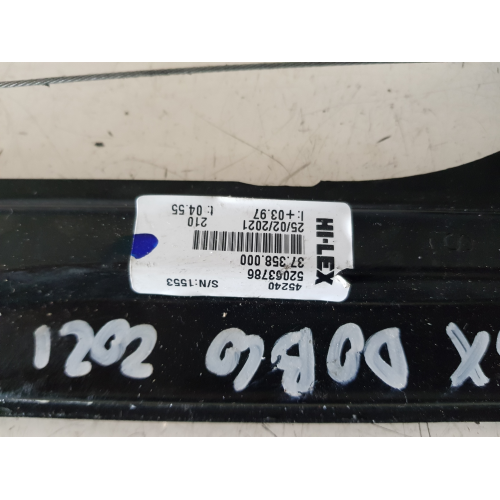 HI-LEX
45240
52063786
37.358.000
S/N:1553
25/02/2021
I: +03.97
210
t: 04.55
X DOBLO 2021